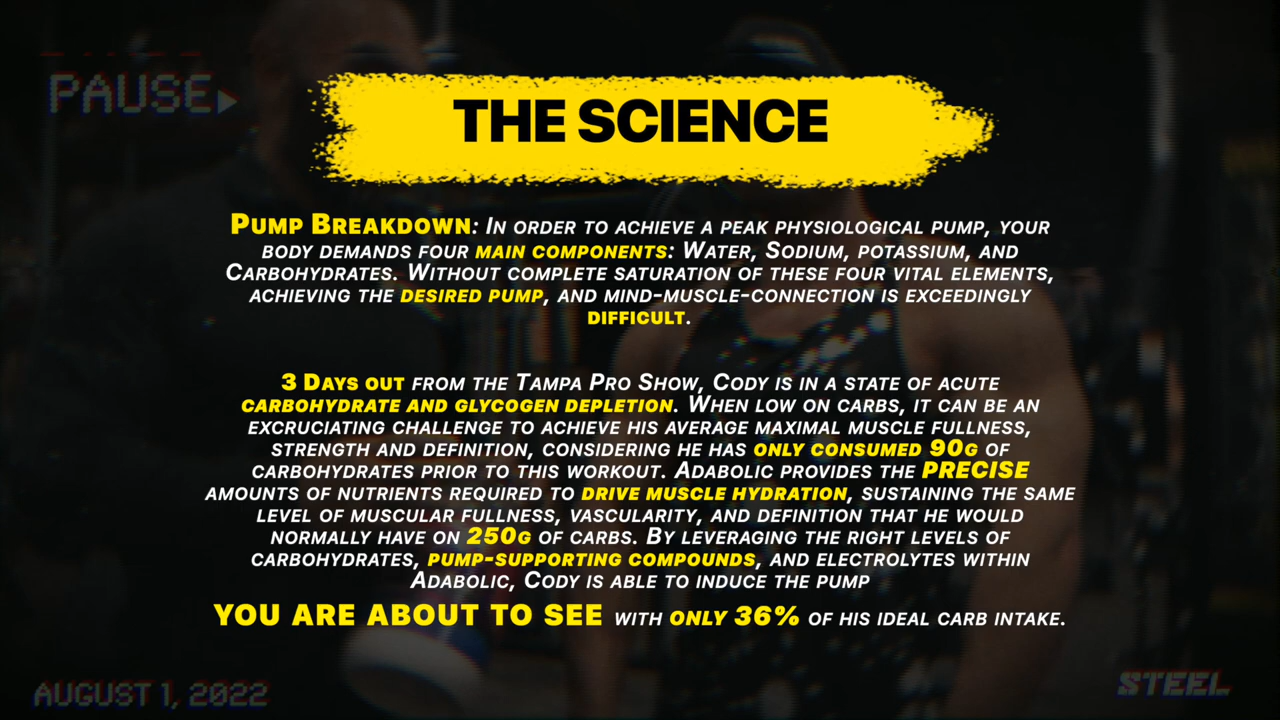 PAUSE
THE SCIENCE
Pump Breakdown: In order to achieve a peak physiological pump, your
body demands four main components: Water, Sodium, potassium, and
Carbohydrates. Without complete saturation of these four vital elements,
achieving the desired pump, and mind-muscle-connection is exceedingly
difficult.
3 Days out from the Tampa Pro Show, Cody is in a state of acute
carbohydrate and glycogen depletion. When low on carbs, it can be an
excruciating challenge to achieve his average maximal muscle fullness,
strength and definition, considering he has only consumed 90g of
carbohydrates prior to this workout. Adabolic provides the PRECISE
amounts of nutrients required to drive muscle hydration, sustaining the same
level of muscular fullness, vascularity, and definition that he would
normally have on 250g of carbs. By leveraging the right levels of
carbohydrates, pump-supporting compounds, and electrolytes within
Adabolic, Cody is able to induce the pump
YOU ARE ABOUT TO SEE with only 36% of his ideal carb intake.
AUGUST 1, 2022
STEEL